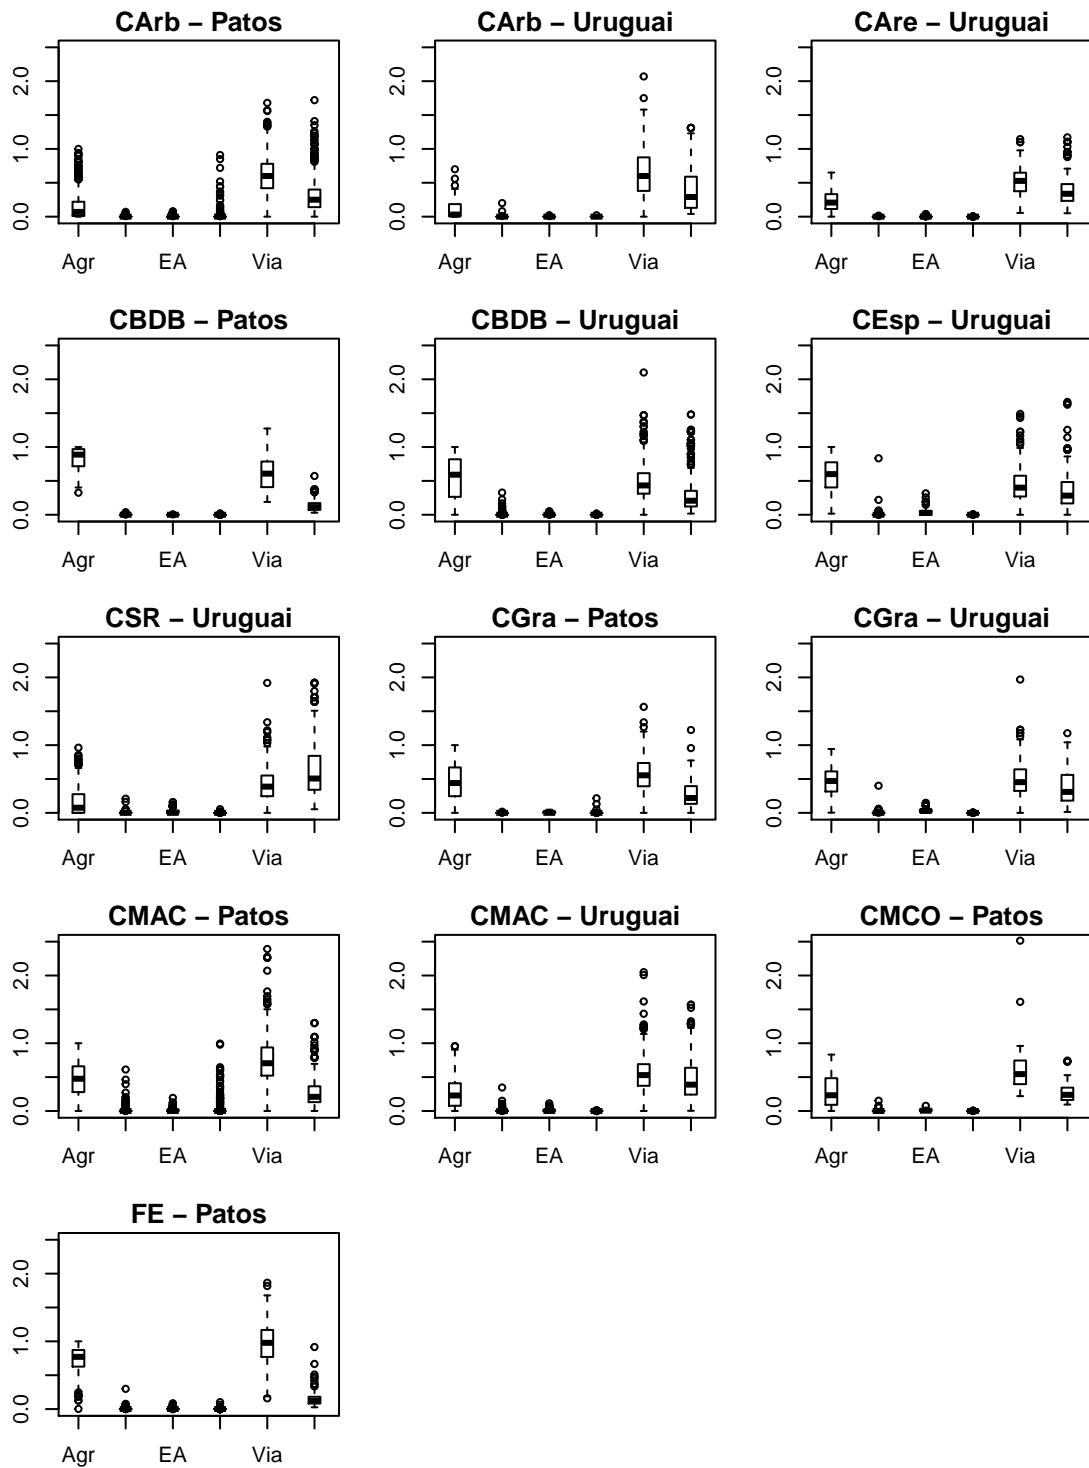 CArb – Patos
CArb – Uruguai
CAre – Uruguai
0.0 1.0 2.0
0.0 1.0 2.0
0.0 1.0 2.0
Agr EA Via
Agr EA Via
Agr EA Via
CBDB – Patos
CBDB – Uruguai
CEsp – Uruguai
0.0 1.0 2.0
0.0 1.0 2.0
0.0 1.0 2.0
Agr EA Via
Agr EA Via
Agr EA Via
CSR – Uruguai
CGra – Patos
CGra – Uruguai
0.0 1.0 2.0
0.0 1.0 2.0
0.0 1.0 2.0
Agr EA Via
Agr EA Via
Agr EA Via
CMAC – Patos
CMAC – Uruguai
CMCO – Patos
0.0 1.0 2.0
0.0 1.0 2.0
0.0 1.0 2.0
Agr EA Via
Agr EA Via
Agr EA Via
FE – Patos
0.0 1.0 2.0
Agr EA Via